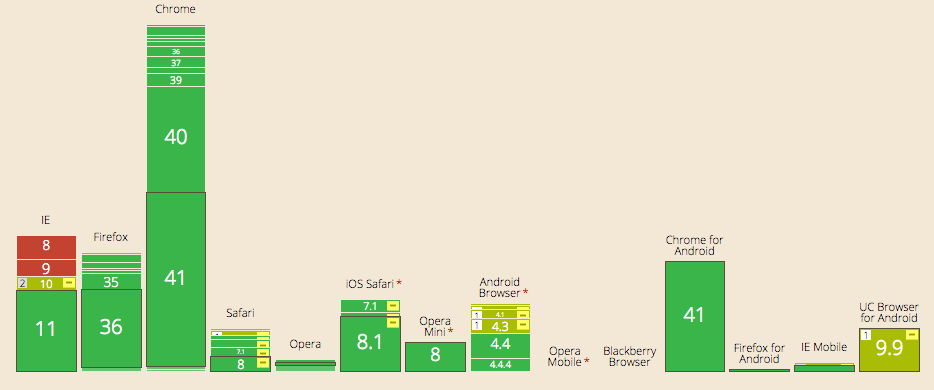 Chrome
36
37
39
40
41
IE
8
9
2 10
11
Firefox
35
36
Safari
7.1
8
Opera
iOS Safari *
7.1
8.1
Opera
Mini *
8
Android
Browser *
1 4.1
1 4.3
4.4
4.4.4
Opera
Mobile *
Blackberry
Browser
Chrome for
Android
41
Firefox for
Android
IE Mobile
UC Browser
for Android
1
9.9